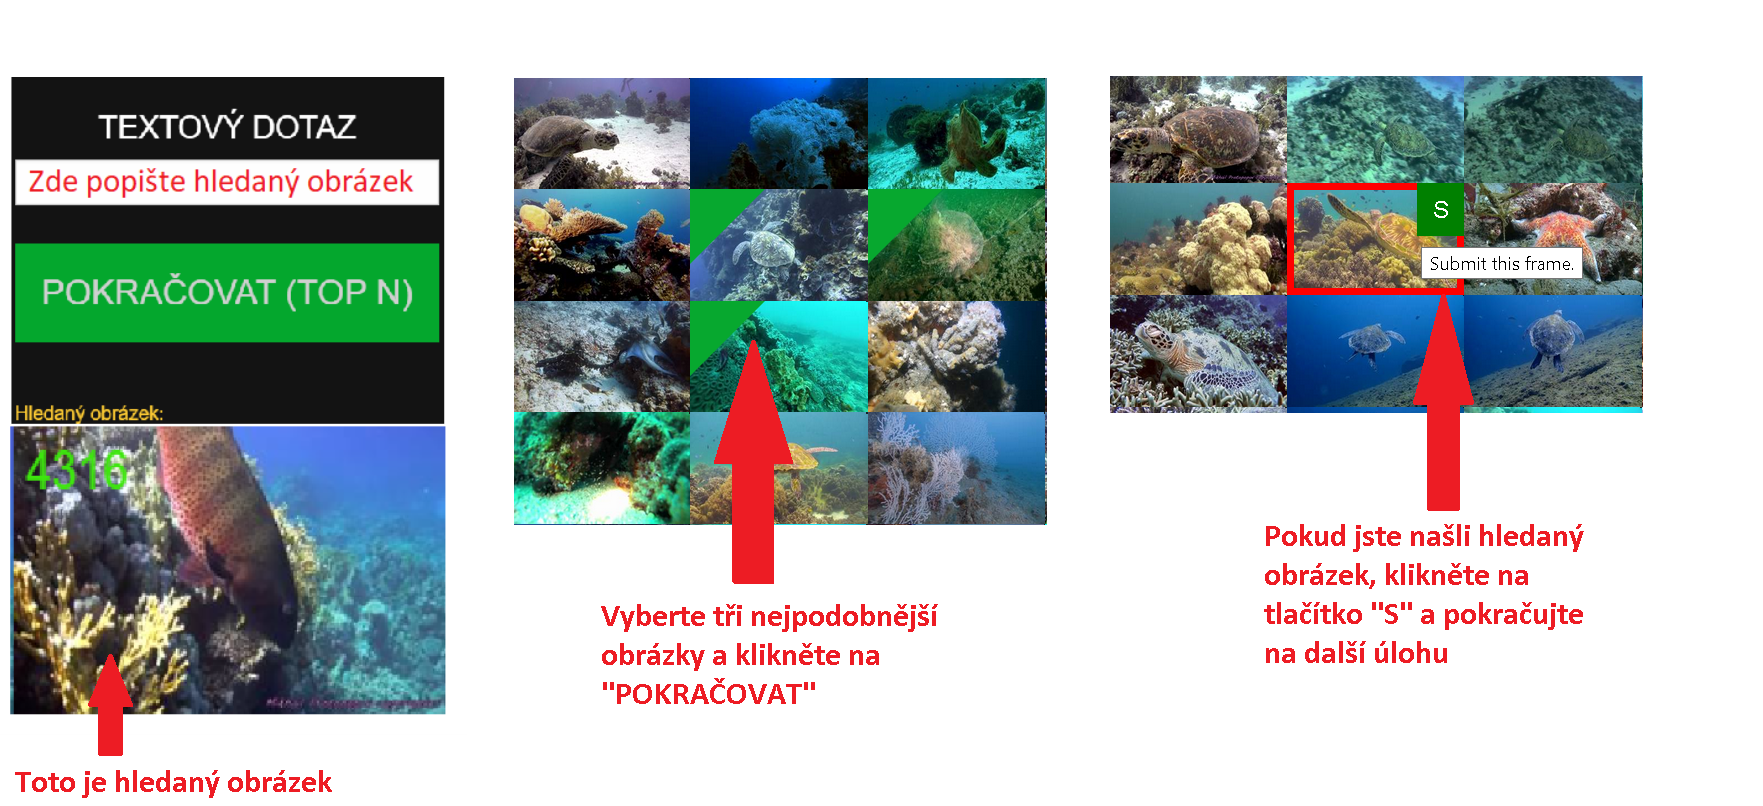 TEXTOVÝ DOTAZ
Zde popište hledaný obrázek
POKRAČOVAT (TOP N)
Hledaný obrázek:
4316
Toto je hledaný obrázek
Vyberte tři nejpodobnější
obrázky a klikněte na
"POKRAČOVAT"
S
Submit this frame.
Pokud jste našli hledaný
obrázek, klikněte na
tlačítko "S" a pokračujte
na další úlohu